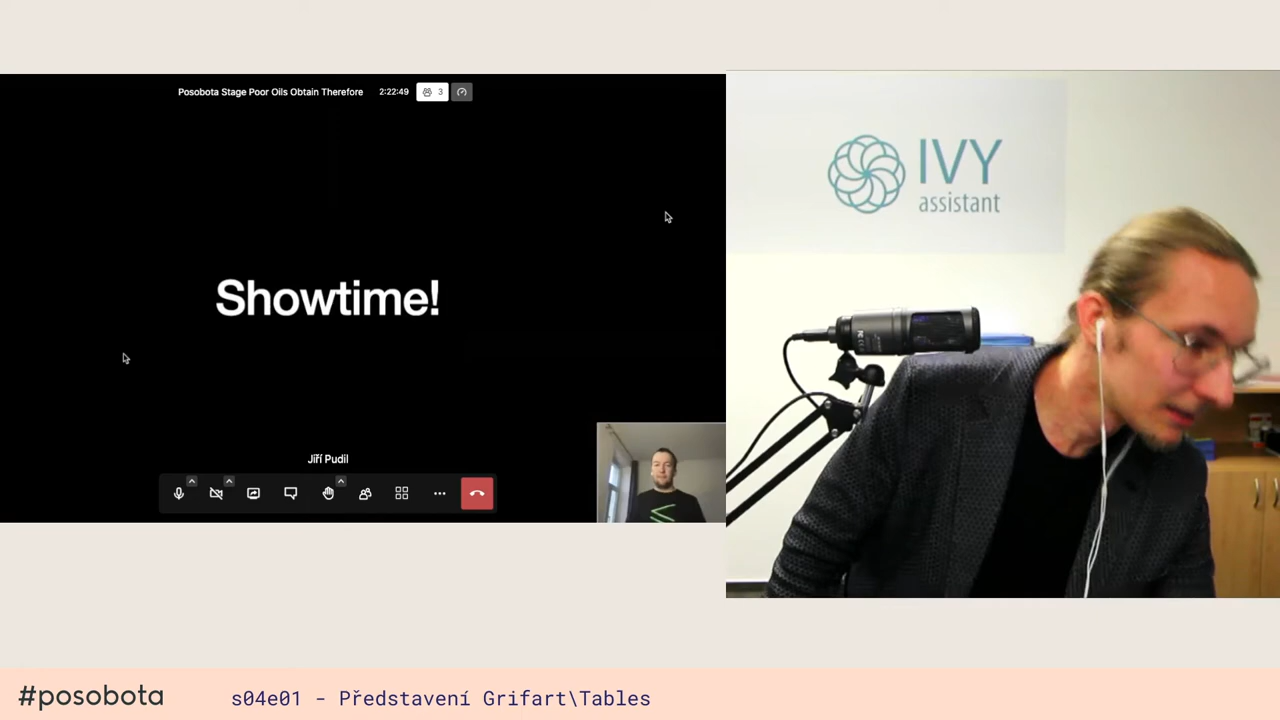 Posobota Stage Poor Oils Obtain Therefore 2:22:49 3
Showtime!
Jiří Pudil
IVY
assistant
#posobota
s04e01 - Představení Grifart\Tables